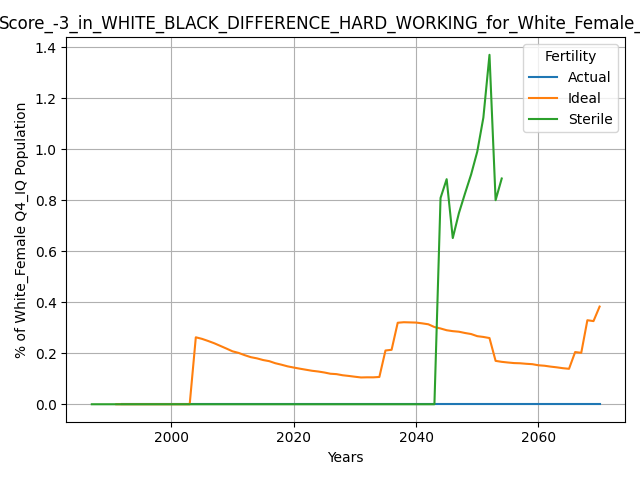 Score_-3_in_WHITE_BLACK_DIFFERENCE_HARD_WORKING_for_White_Female_
Fertility
Actual
Ideal
Sterile
% of White_Female Q4_IQ Population
1.4
1.2
1.0
0.8
0.6
0.4
0.2
0.0
2000
2020
2040
2060
Years